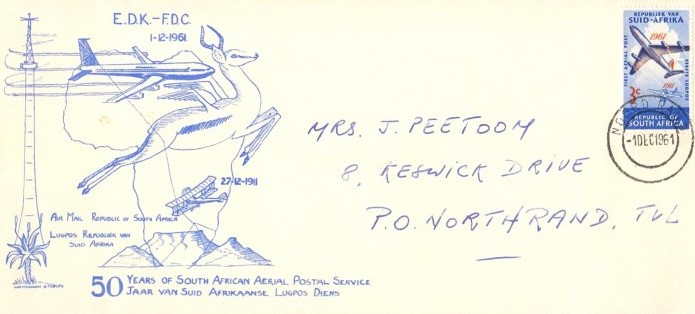 E.D.K.-F.D.C.
1-12-1961
27-12-1911
AIR MAIL REPUBLIC OF SOUTH AFRICA
LUGPOS REPUBLIEK VAN
SUID AFRIKA
50 YEARS OF SOUTH AFRICAN AERIAL POSTAL SERVICE
JAAR VAN SUID AFRIKAANSE LUGPOS DIENS
MRS. J. PEETOOM
8, KESWICK DRIVE
P.O. NORTHRAND, TVL
REPUBLIEK VAN
SUID-AFRIKA
1961
FIRST AERIAL POST
EERSTE LUGPOS
1911
3c
REPUBLIC OF
SOUTH AFRICA
-1DEC1961